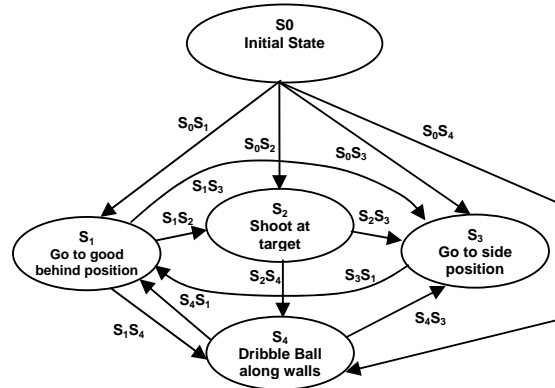 S0
Initial State
S₀S₁
S₀S₂
S₀S₃
S₀S₄
S₁S₃
S₁S₂
S₂
Shoot at
target
S₂S₃
S₁
Go to good
behind position
S₃
Go to side
position
S₂S₄
S₃S₁
S₄S₁
S₁S₄
S₄S₃
S₄
Dribble Ball
along walls